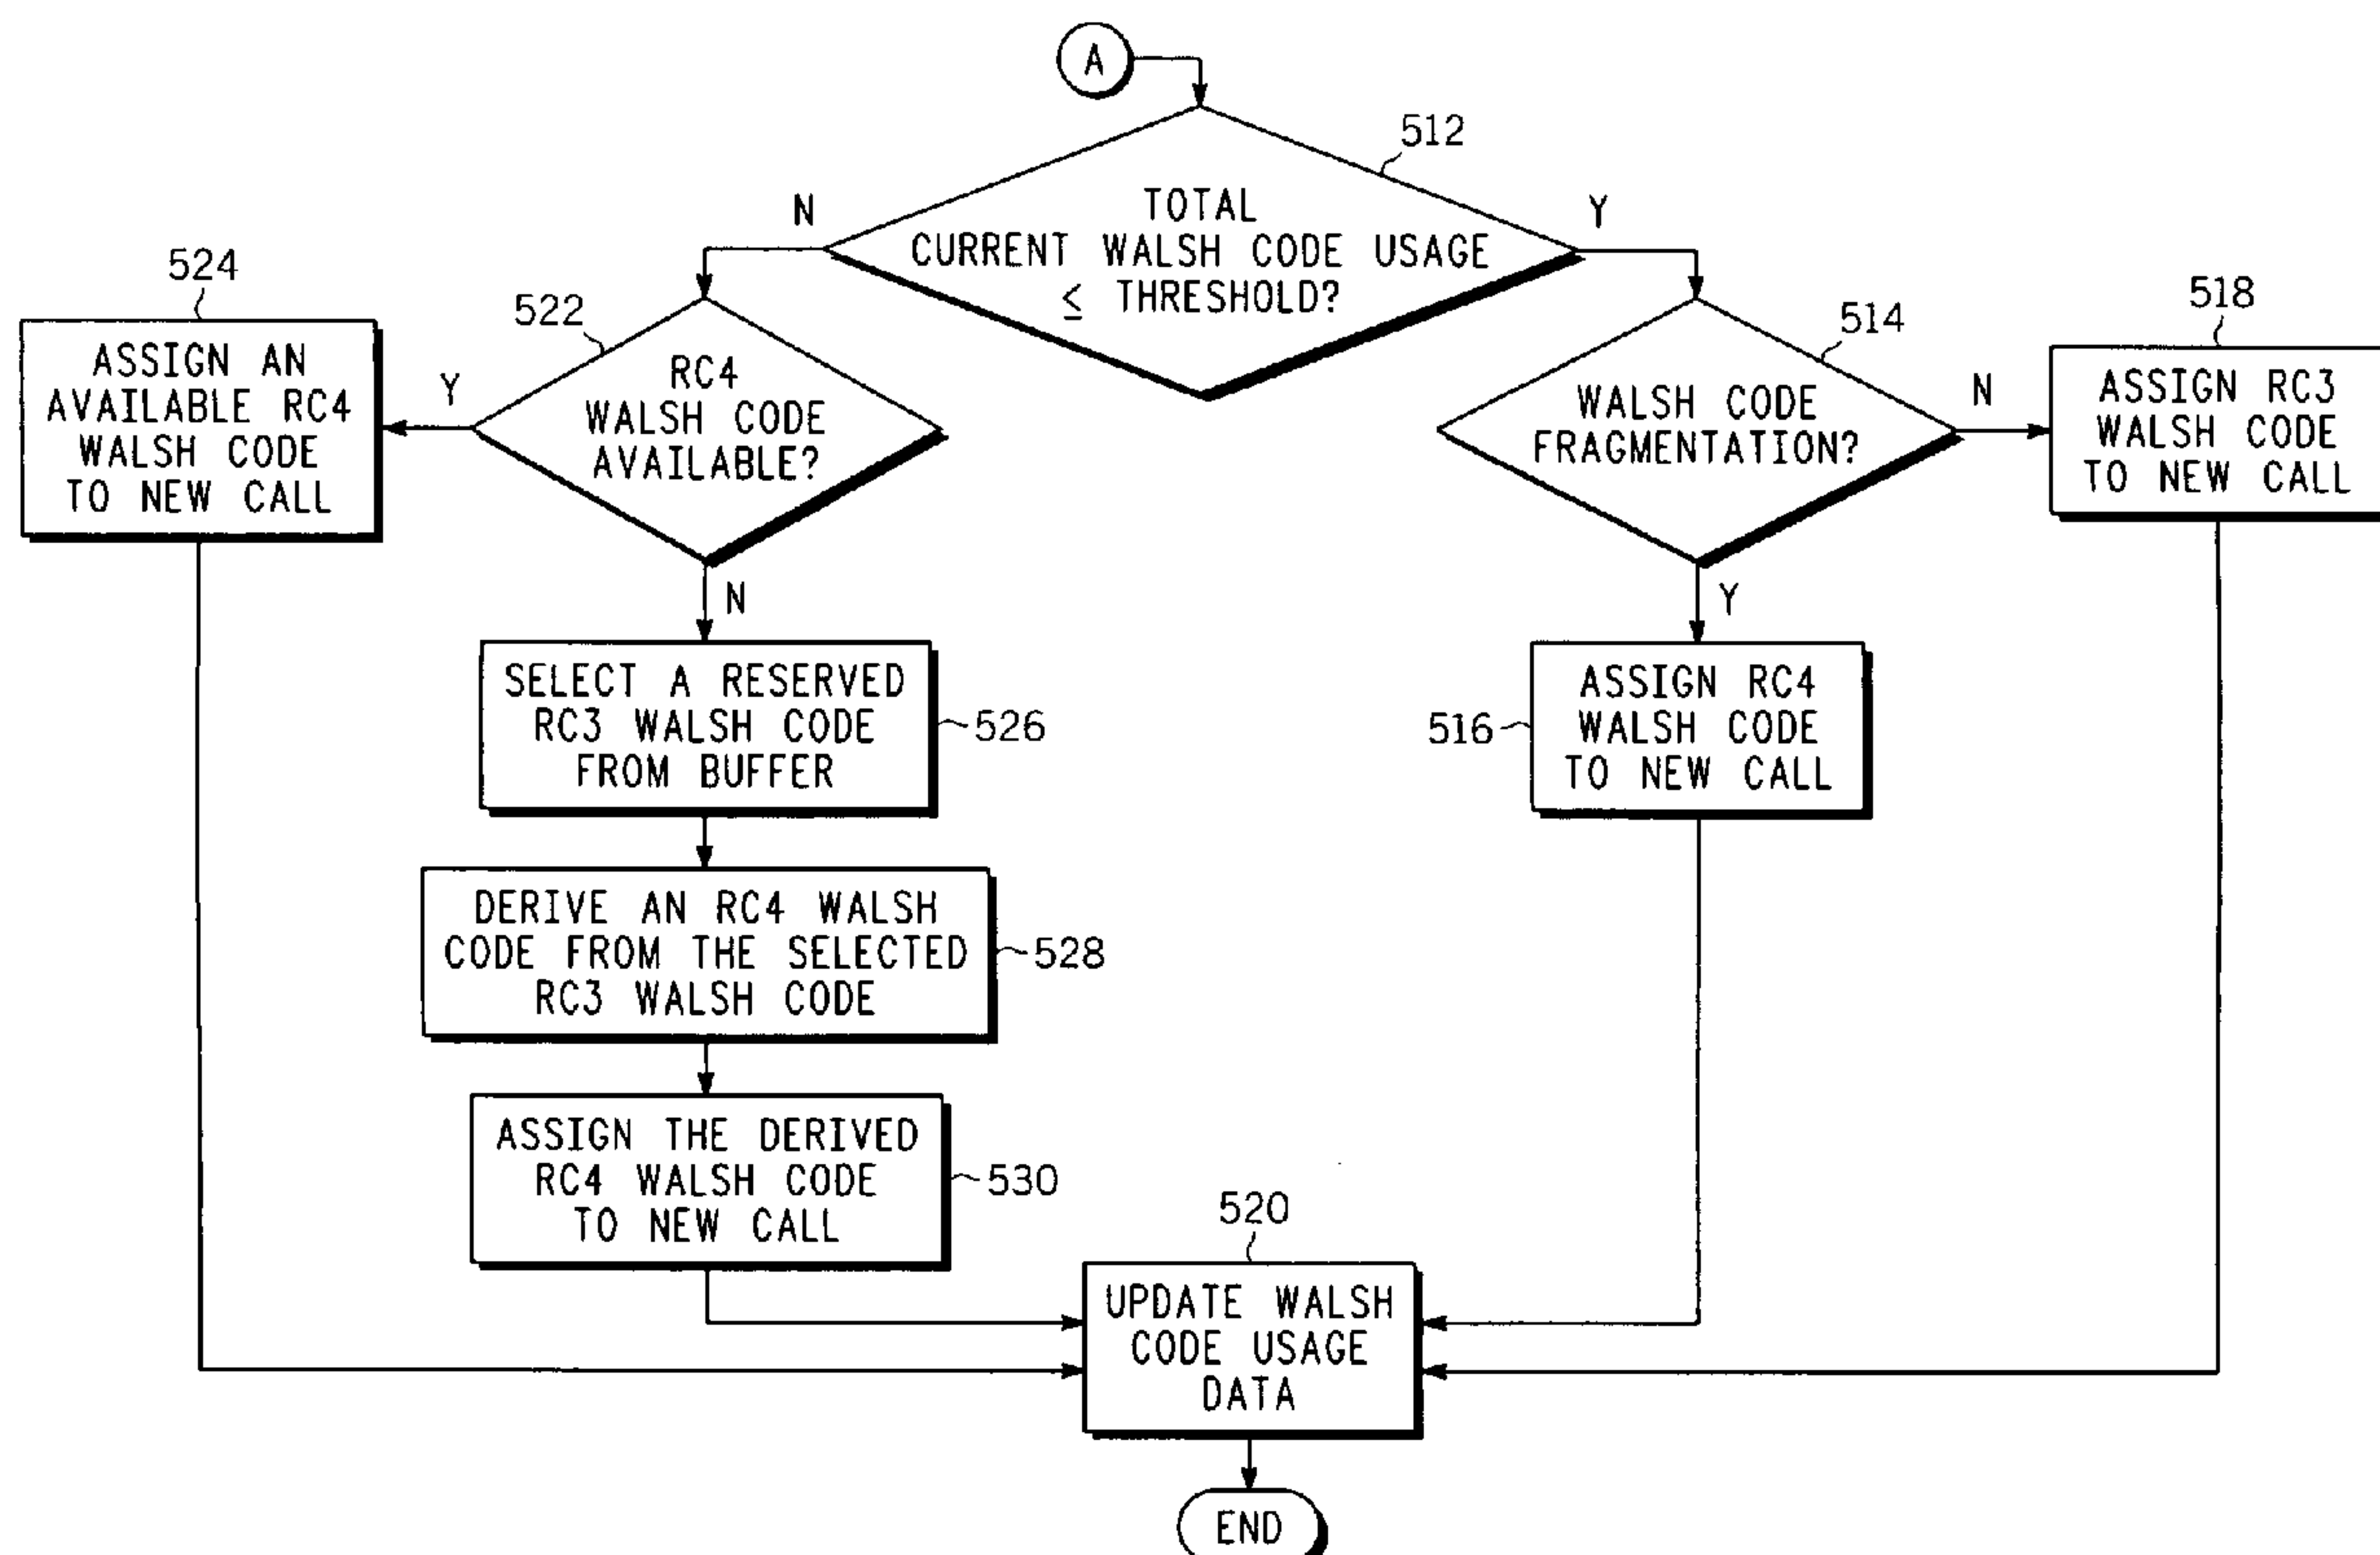 A
512
TOTAL
CURRENT WALSH CODE USAGE
≤ THRESHOLD?
N
Y
524
ASSIGN AN
AVAILABLE RC4
WALSH CODE
TO NEW CALL
Y
522
RC4
WALSH CODE
AVAILABLE?
N
514
WALSH CODE
FRAGMENTATION?
N
Y
518
ASSIGN RC3
WALSH CODE
TO NEW CALL
SELECT A RESERVED
RC3 WALSH CODE
FROM BUFFER
526
516
ASSIGN RC4
WALSH CODE
TO NEW CALL
DERIVE AN RC4 WALSH
CODE FROM THE SELECTED
RC3 WALSH CODE
528
ASSIGN THE DERIVED
RC4 WALSH CODE
TO NEW CALL
530
520
UPDATE WALSH
CODE USAGE
DATA
END